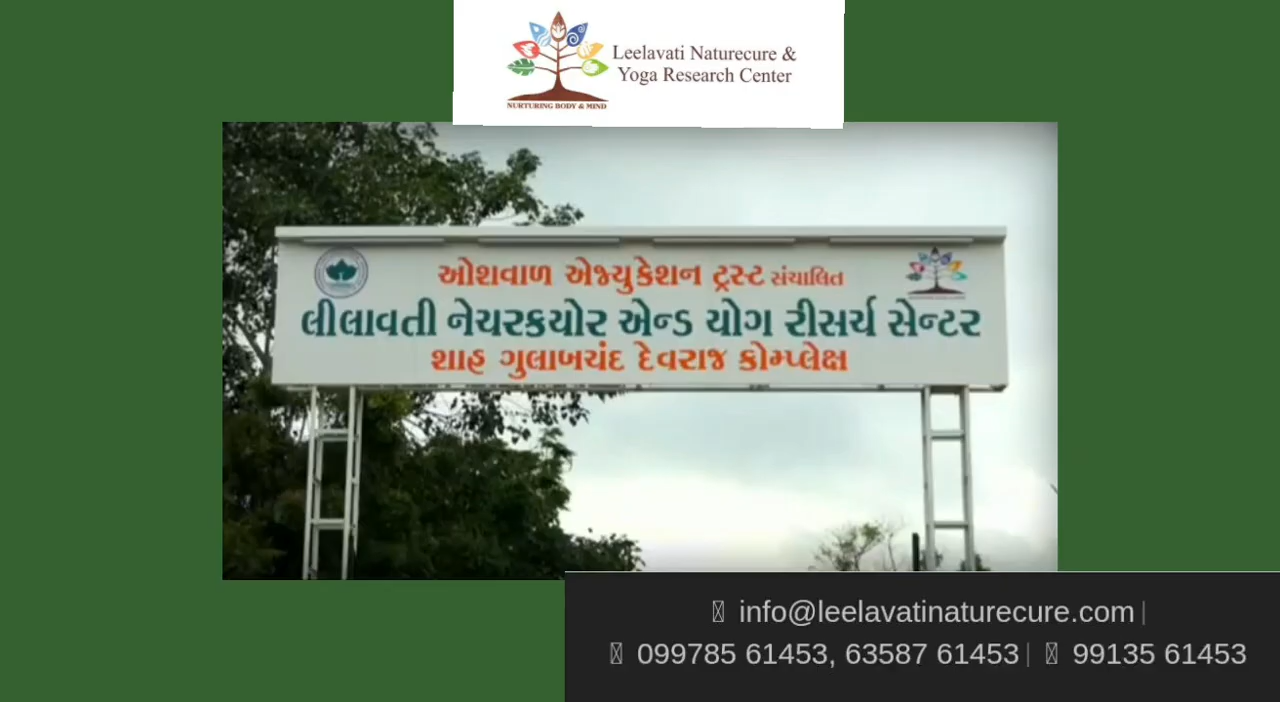 Leelavati Naturecure &
Yoga Research Center
NURTURING BODY & MIND
ઓશવાળ એજ્યુકેશન ટ્રસ્ટ સંચાલિત
લીલાવતી નેચરકયોર એન્ડ યોગ રીસર્ચ સેન્ટર
શાહ ગુલાબચંદ દેવરાજ કોમ્પ્લેક્ષ
info@leelavatinaturecure.com |
099785 61453, 63587 61453 | 99135 61453